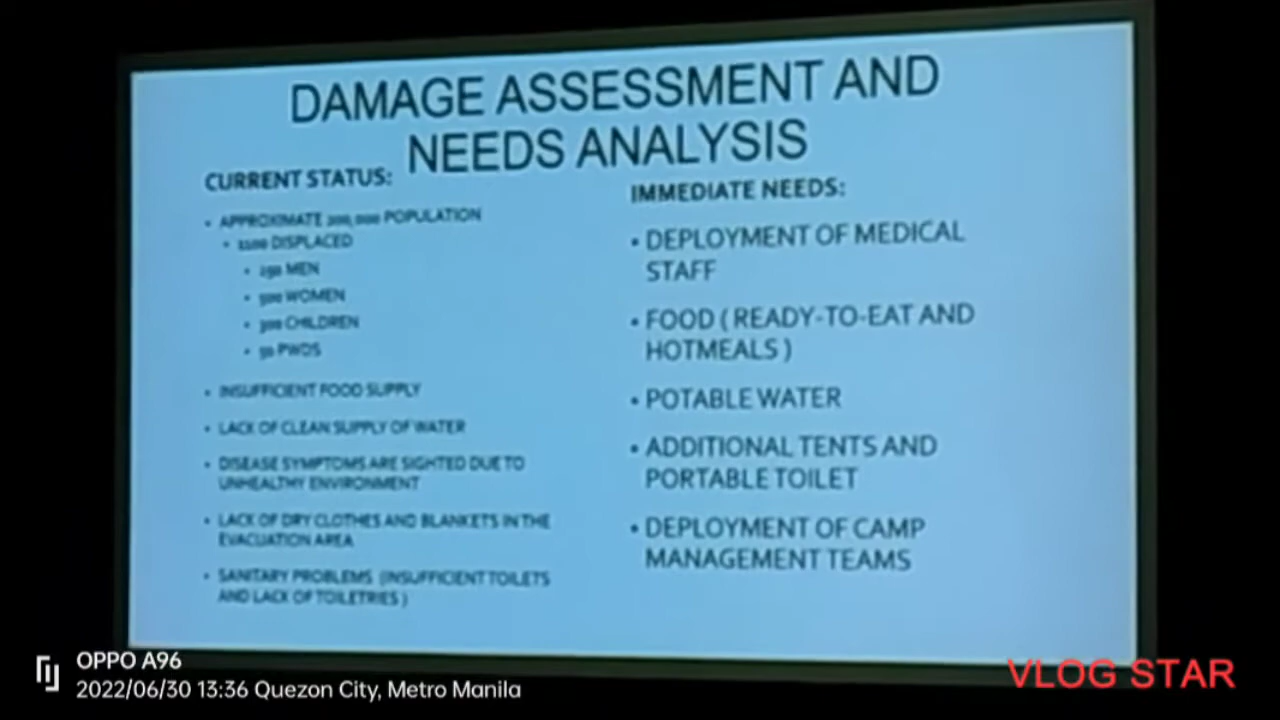 DAMAGE ASSESSMENT AND
NEEDS ANALYSIS
CURRENT STATUS:
• APPROXIMATE POPULATION
• DISPLACED
• MEN
• WOMEN
• CHILDREN
• PWDS
• INSUFFICIENT FOOD SUPPLY
• LACK OF CLEAN SUPPLY OF WATER
• DISEASE SYMPTOMS ARE SIGHTED DUE TO
UNHEALTHY ENVIRONMENT
• LACK OF DRY CLOTHES AND BLANKETS IN THE
EVACUATION AREA
• SANITARY PROBLEMS (INSUFFICIENT TOILETS
AND LACK OF TOILETRIES )
IMMEDIATE NEEDS:
• DEPLOYMENT OF MEDICAL
STAFF
• FOOD ( READY-TO-EAT AND
HOTMEALS )
• POTABLE WATER
• ADDITIONAL TENTS AND
PORTABLE TOILET
• DEPLOYMENT OF CAMP
MANAGEMENT TEAMS
OPPO A96
2022/06/30 13:36 Quezon City, Metro Manila
VLOG STAR